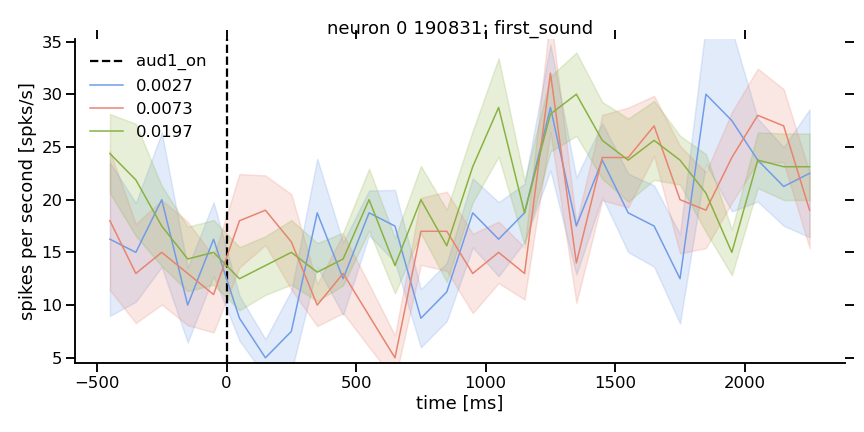 neuron 0 190831; first_sound
35
30
25
20
15
10
5
spikes per second [spks/s]
aud1_on
0.0027
0.0073
0.0197
−500 0 500 1000 1500 2000
time [ms]